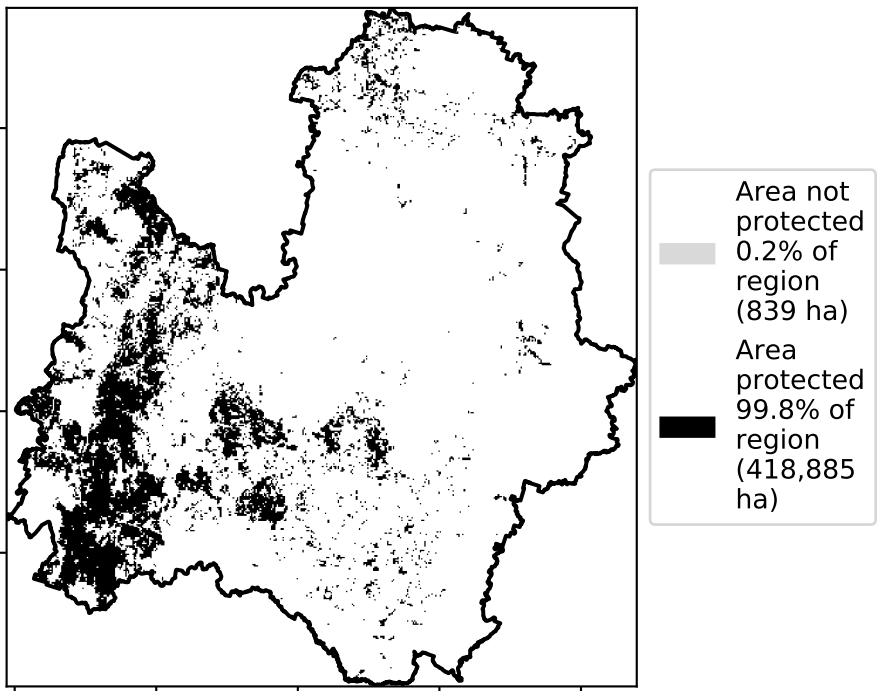 Area not
protected
0.2% of
region
(839 ha)
Area
protected
99.8% of
region
(418,885
ha)